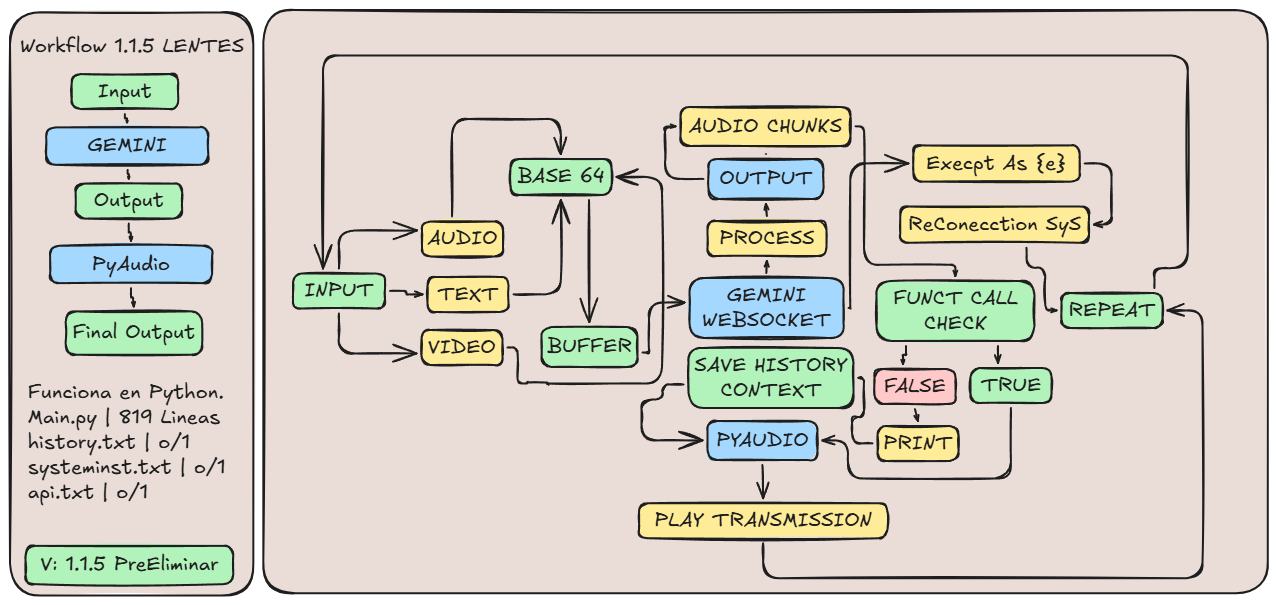 Workflow 1.1.5 LENTES
Input
GEMINI
Output
PyAudio
Final Output
Funciona en Python.
Main.py | 819 Lineas
history.txt | o/1
systeminst.txt | o/1
api.txt | o/1
V: 1.1.5 PreEliminar
INPUT
AUDIO
TEXT
VIDEO
BASE 64
BUFFER
AUDIO CHUNKS
OUTPUT
PROCESS
GEMINI
WEBSOCKET
SAVE HISTORY
CONTEXT
PYAUDIO
PLAY TRANSMISSION
Execpt As {e}
ReConecction SyS
FUNCT CALL
CHECK
FALSE
TRUE
PRINT
REPEAT